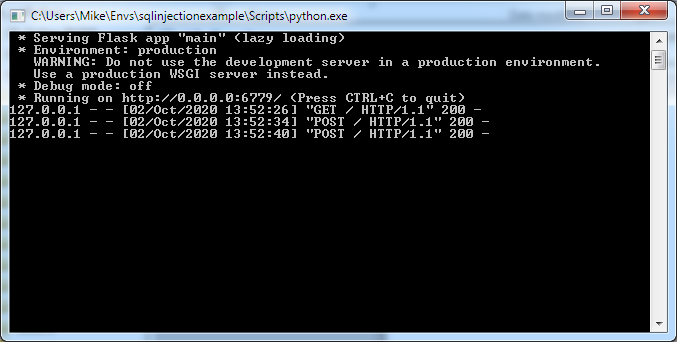 C:\Users\Mike\Envs\sqlinjectionexample\Scripts\python.exe
* Serving Flask app "main" (lazy loading)
* Environment: production
WARNING: Do not use the development server in a production environment.
Use a production WSGI server instead.
* Debug mode: off
* Running on http://0.0.0.0:6779/ (Press CTRL+C to quit)
127.0.0.1 - - [02/Oct/2020 13:52:26] "GET / HTTP/1.1" 200 -
127.0.0.1 - - [02/Oct/2020 13:52:34] "POST / HTTP/1.1" 200 -
127.0.0.1 - - [02/Oct/2020 13:52:40] "POST / HTTP/1.1" 200 -